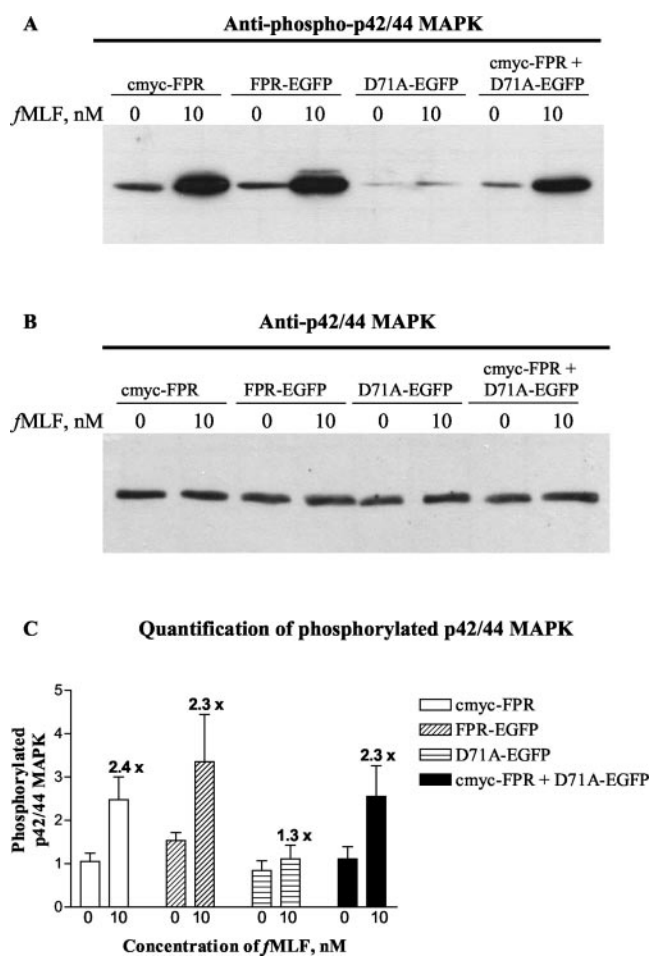 A
Anti-phospho-p42/44 MAPK
cmyc-FPR FPR-EGFP D71A-EGFP cmyc-FPR +
D71A-EGFP
fMLF, nM 0 10 0 10 0 10 0 10
B
Anti-p42/44 MAPK
cmyc-FPR FPR-EGFP D71A-EGFP cmyc-FPR +
D71A-EGFP
fMLF, nM 0 10 0 10 0 10 0 10
C
Quantification of phosphorylated p42/44 MAPK
Phosphorylated
p42/44 MAPK
5
4
3
2
1
0
2.4 x
2.3 x
1.3 x
2.3 x
0 10 0 10 0 10 0 10
Concentration of fMLF, nM
cmyc-FPR
FPR-EGFP
D71A-EGFP
cmyc-FPR + D71A-EGFP